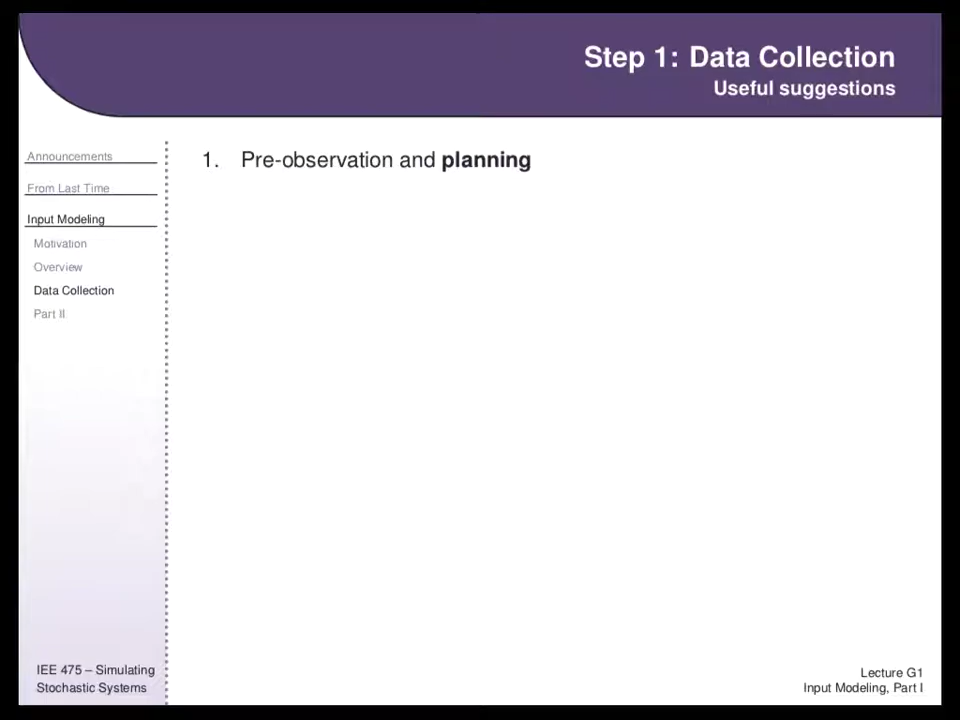 Step 1: Data Collection
Useful suggestions
Announcements
From Last Time
Input Modeling
Motivation
Overview
Data Collection
Part II
1. Pre-observation and planning
IEE 475 – Simulating
Stochastic Systems
Lecture G1
Input Modeling, Part I